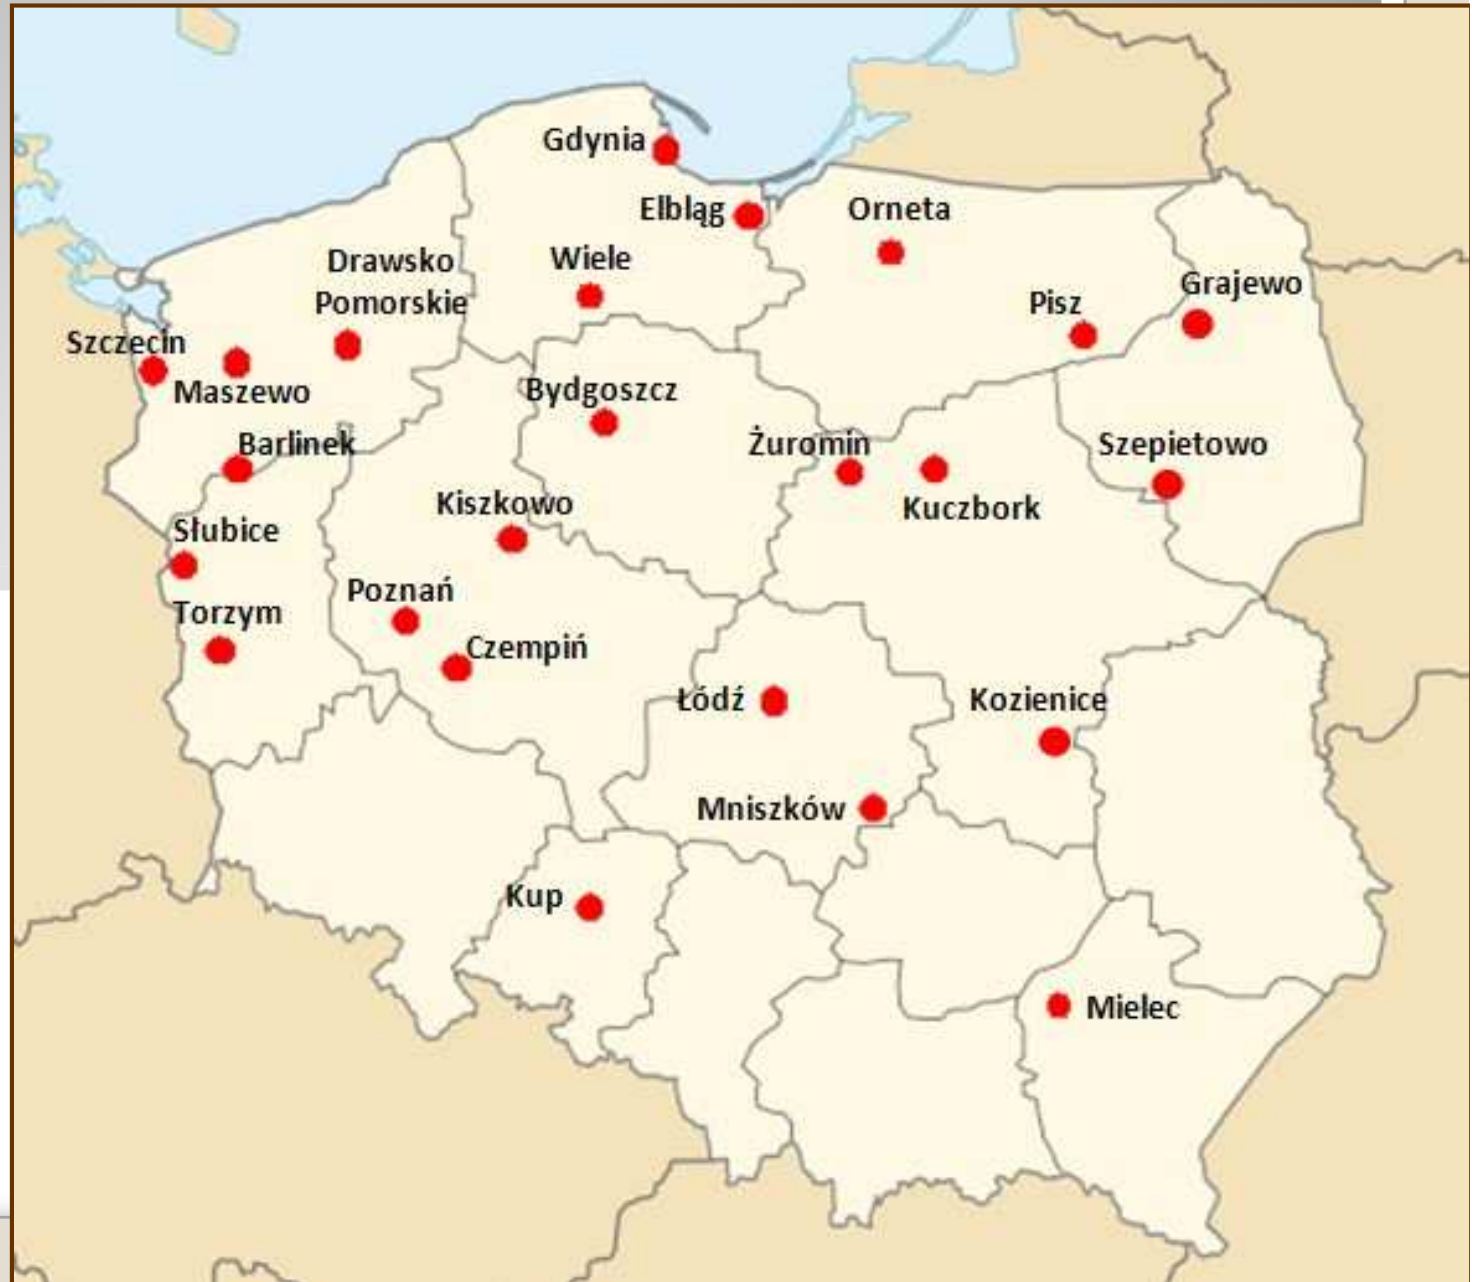 Gdynia
Elbląg
Orneta
Drawsko
Pomorskie
Wiele
Grajewo
Pisz
Szczecin
Maszewo
Bydgoszcz
Barlinek
Żuromin
Szepietowo
Kiszkowo
Kuczbork
Słubice
Poznań
Torzym
Czempiń
Łódź
Kozienice
Mniszków
Kup
Mielec